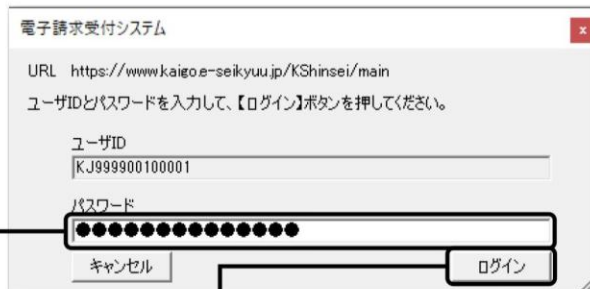 電子請求受付システム
x
URL https://www.kaigo.e-seikyuu.jp/KShinsei/main
ユーザIDとパスワードを入力して、【ログイン】ボタンを押してください。
ユーザID
KJ999900100001
パスワード
●●●●●●●●●●●●●●
キャンセル ログイン